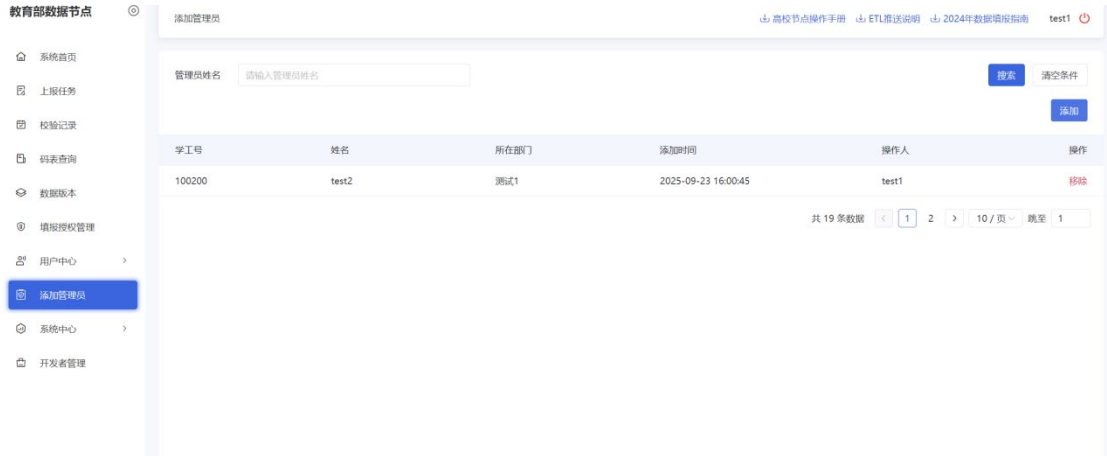 教育部数据节点
添加管理员 高校节点操作手册 ETL推送说明 2024年数据填报指南 test1
系统首页
上报任务
校验记录
码表查询
数据版本
填报授权管理
用户中心
添加管理员
系统中心
开发者管理
管理员姓名 请输入管理员姓名 搜索 清空条件
添加
学工号 姓名 所在部门 添加时间 操作人 操作
100200 test2 测试1 2025-09-23 16:00:45 test1 移除
共 19 条数据 < 1 2 > 10 / 页 跳至 1